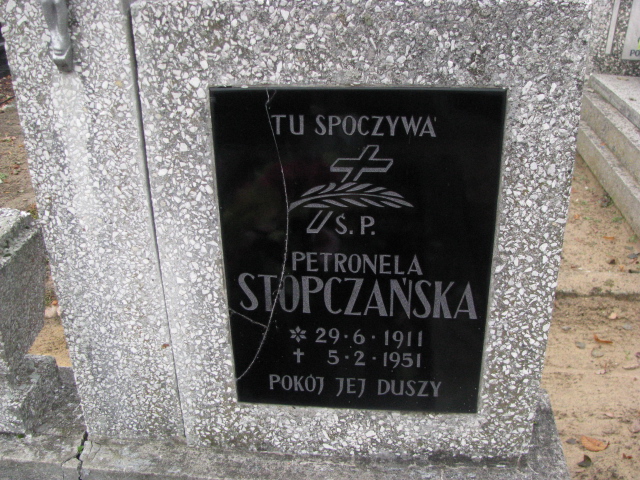 TU SPOCZYWA
Ś.P.
PETRONELA
STOPCZAŃSKA
* 29·6·1911
† 5·2·1951
POKÓJ JEJ DUSZY